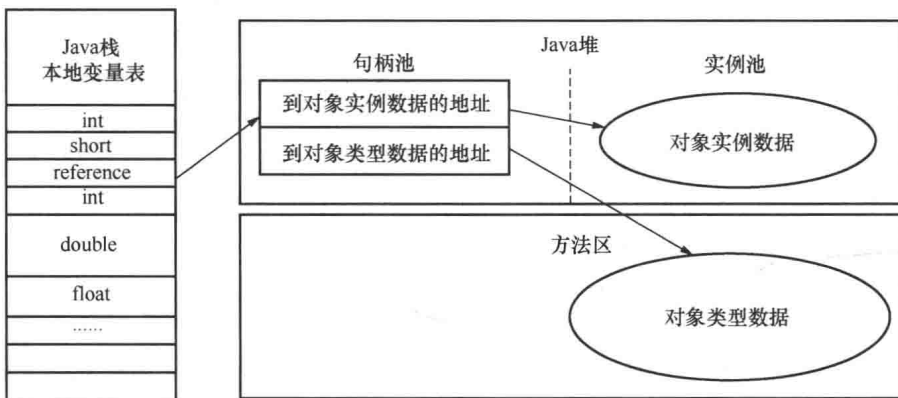 Java栈
本地变量表
int
short
reference
int
double
float
......
Java堆
句柄池
实例池
到对象实例数据的地址
到对象类型数据的地址
对象实例数据
方法区
对象类型数据